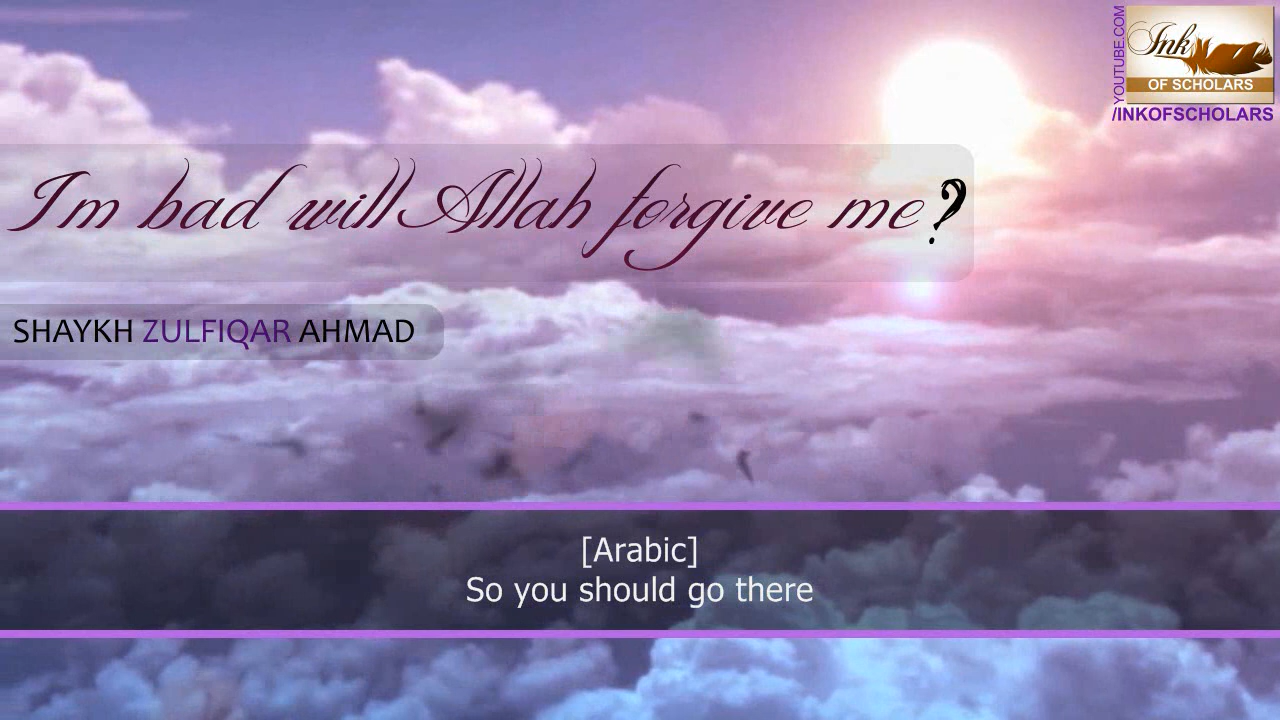 YOUTUBE.COM
Ink
OF SCHOLARS
/INKOFSCHOLARS
Im bad will Allah forgive me?
SHAYKH ZULFIQAR AHMAD
[Arabic]
So you should go there